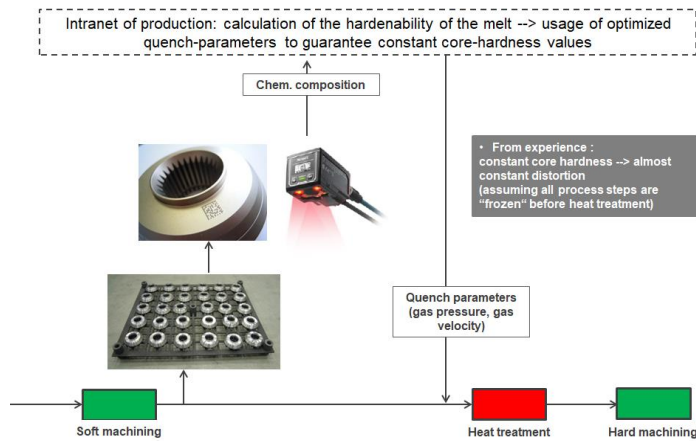 Intranet of production: calculation of the hardenability of the melt --> usage of optimized
quench-parameters to guarantee constant core-hardness values
Chem. composition
• From experience :
constant core hardness --> almost
constant distortion
(assuming all process steps are
“frozen“ before heat treatment)
Quench parameters
(gas pressure, gas
velocity)
Soft machining
Heat treatment
Hard machining